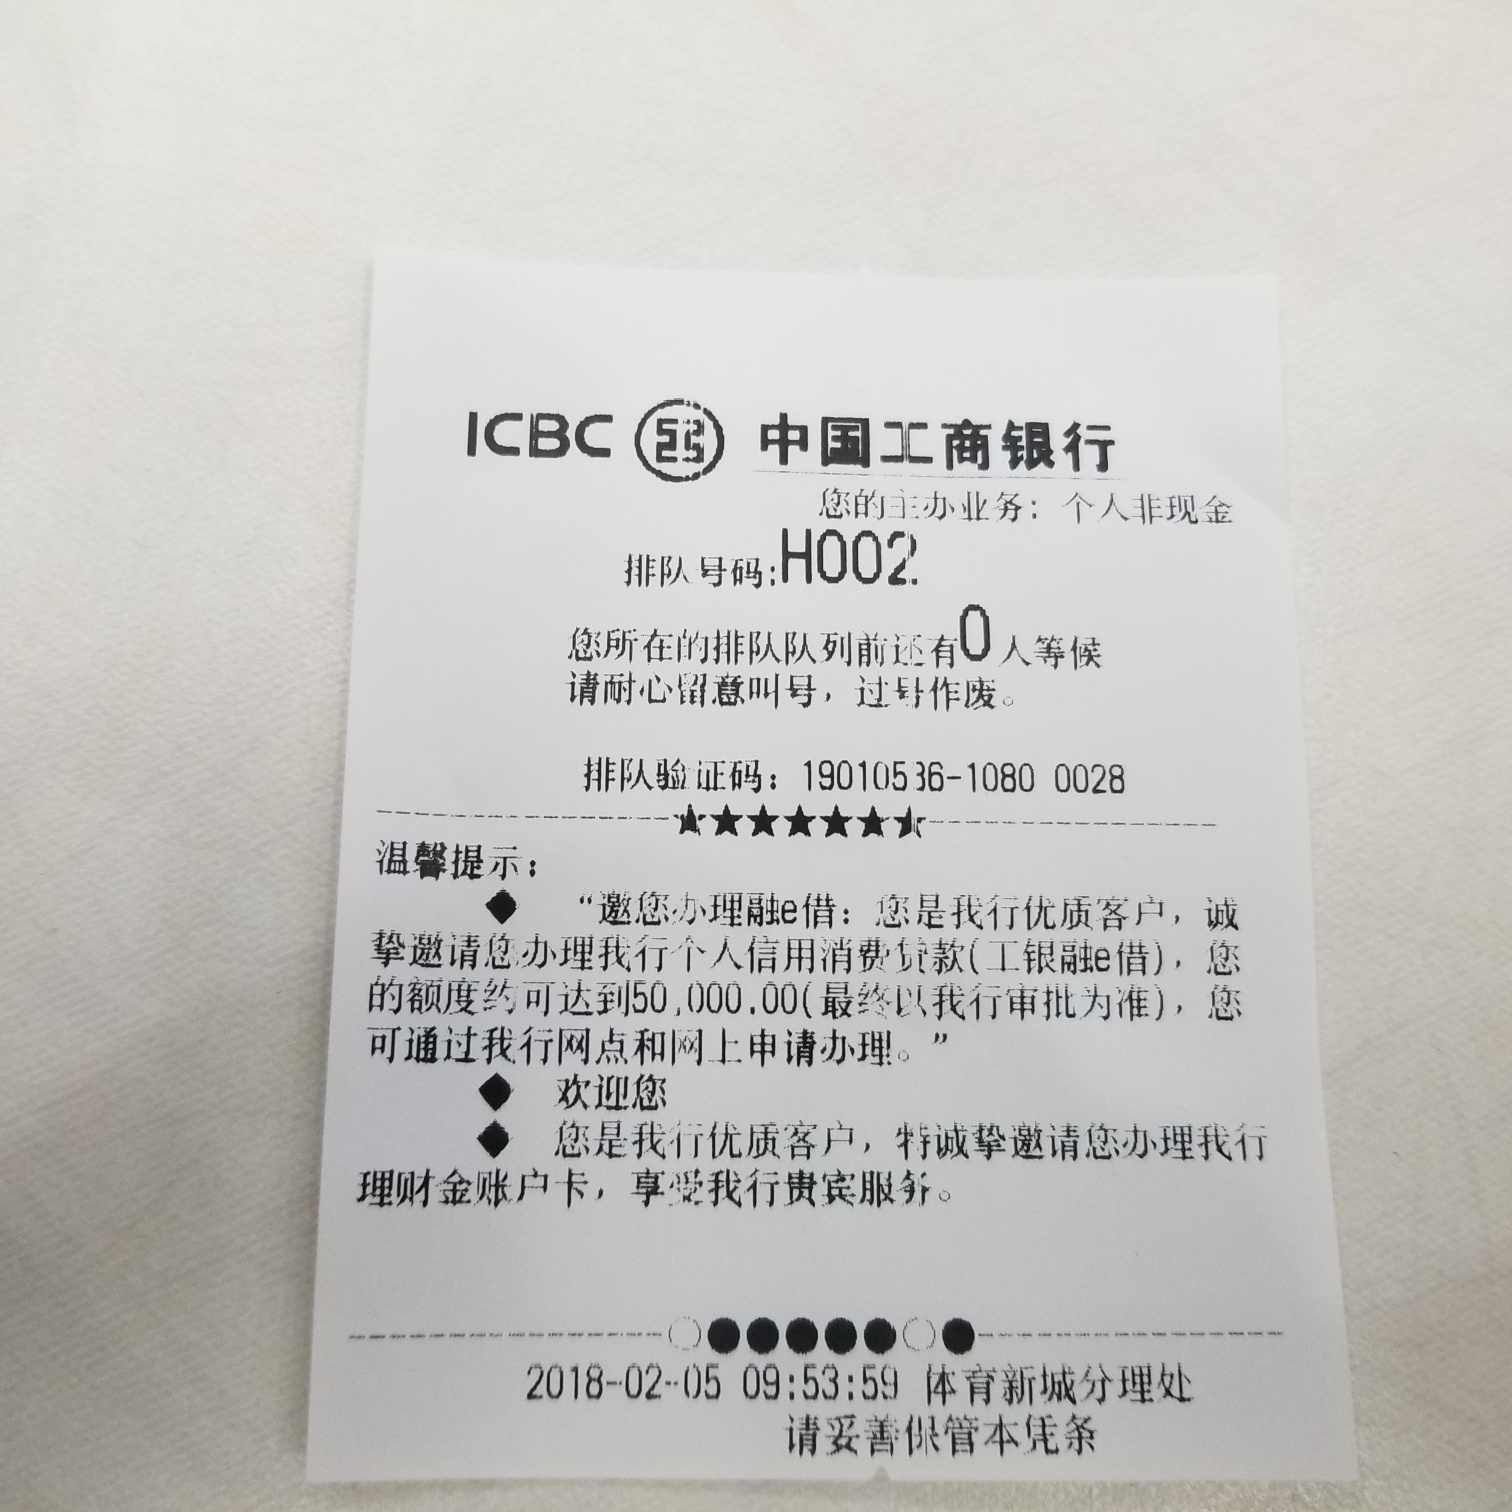 ICBC 中国工商银行
您的主办业务：个人非现金
排队号码:H002
您所在的排队队列前还有0人等候
请耐心留意叫号，过号作废。
排队验证码：19010536-1080 0028
★★★★★★★
温馨提示：
◆ “邀您办理融e借：您是我行优质客户，诚
挚邀请您办理我行个人信用消费贷款(工银融e借)，您
的额度约可达到50,000.00(最终以我行审批为准)，您
可通过我行网点和网上申请办理。”
◆ 欢迎您
◆ 您是我行优质客户，特诚挚邀请您办理我行
理财金账户卡，享受我行贵宾服务。
○●●●●●○●
2018-02-05 09:53:59 体育新城分理处
请妥善保管本凭条